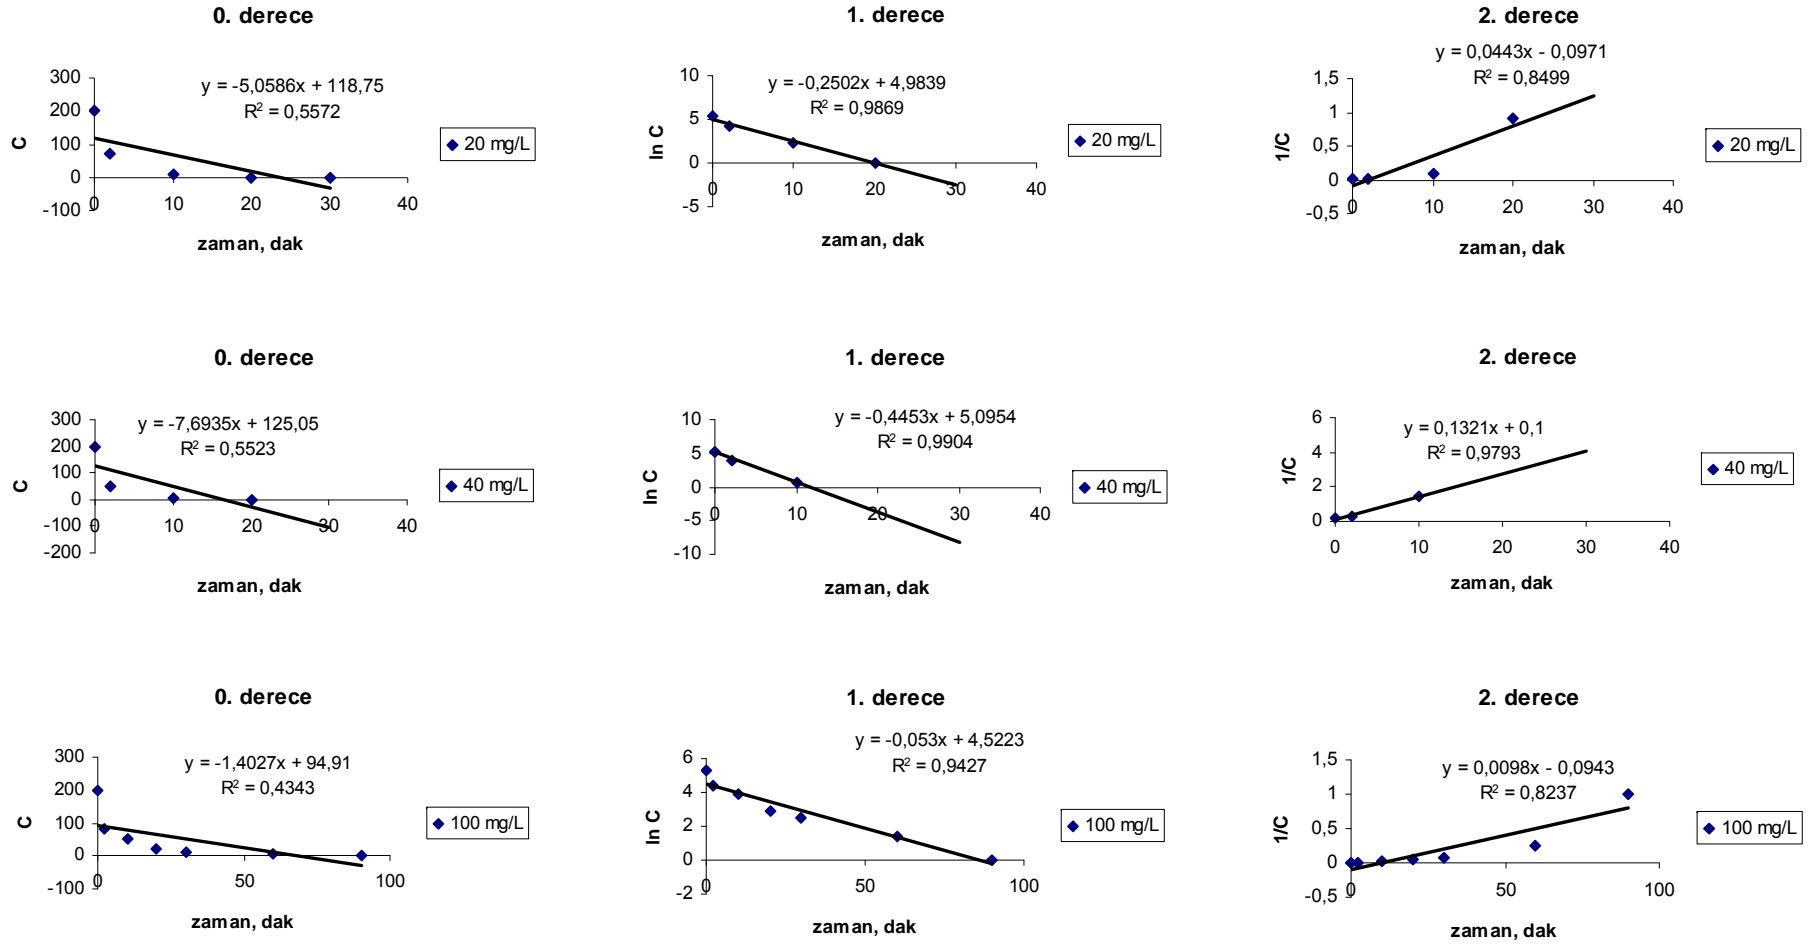 0. derece
y = -5,0586x + 118,75
R² = 0,5572
300
200
100
0
-100
0
10
20
30
40
C
zaman, dak
20 mg/L
1. derece
y = -0,2502x + 4,9839
R² = 0,9869
10
5
0
-5
0
10
20
30
40
ln C
zaman, dak
20 mg/L
2. derece
y = 0,0443x - 0,0971
R² = 0,8499
1,5
1
0,5
0
-0,5
0
10
20
30
40
1/C
zaman, dak
20 mg/L
0. derece
y = -7,6935x + 125,05
R² = 0,5523
300
200
100
0
-100
-200
0
10
20
30
40
C
zaman, dak
40 mg/L
1. derece
y = -0,4453x + 5,0954
R² = 0,9904
10
5
0
-5
-10
0
10
20
30
40
ln C
zaman, dak
40 mg/L
2. derece
y = 0,1321x + 0,1
R² = 0,9793
6
4
2
0
0
10
20
30
40
1/C
zaman, dak
40 mg/L
0. derece
y = -1,4027x + 94,91
R² = 0,4343
300
200
100
0
-100
0
50
100
C
zaman, dak
100 mg/L
1. derece
y = -0,053x + 4,5223
R² = 0,9427
6
4
2
0
-2
0
50
100
ln C
zaman, dak
100 mg/L
2. derece
y = 0,0098x - 0,0943
R² = 0,8237
1,5
1
0,5
0
-0,5
0
50
100
1/C
zaman, dak
100 mg/L